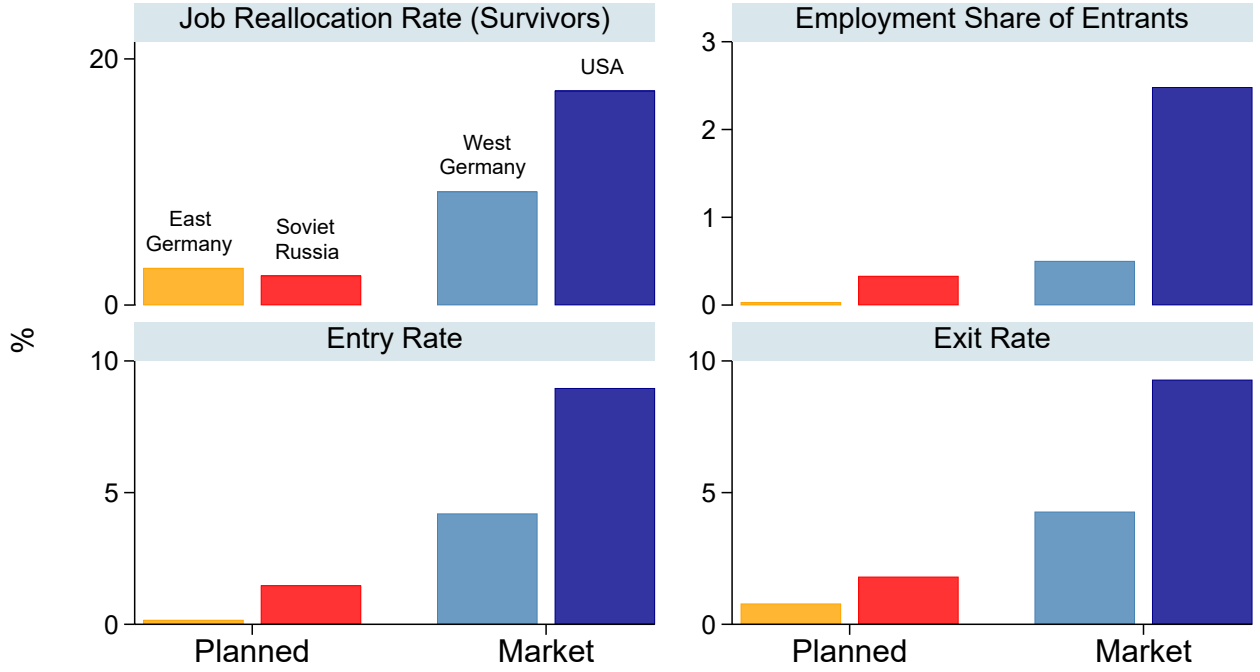 Job Reallocation Rate (Survivors)
20
0
East
Germany
Soviet
Russia
West
Germany
USA
Employment Share of Entrants
3
2
1
0
%
Entry Rate
10
5
0
Planned
Market
Exit Rate
10
5
0
Planned
Market